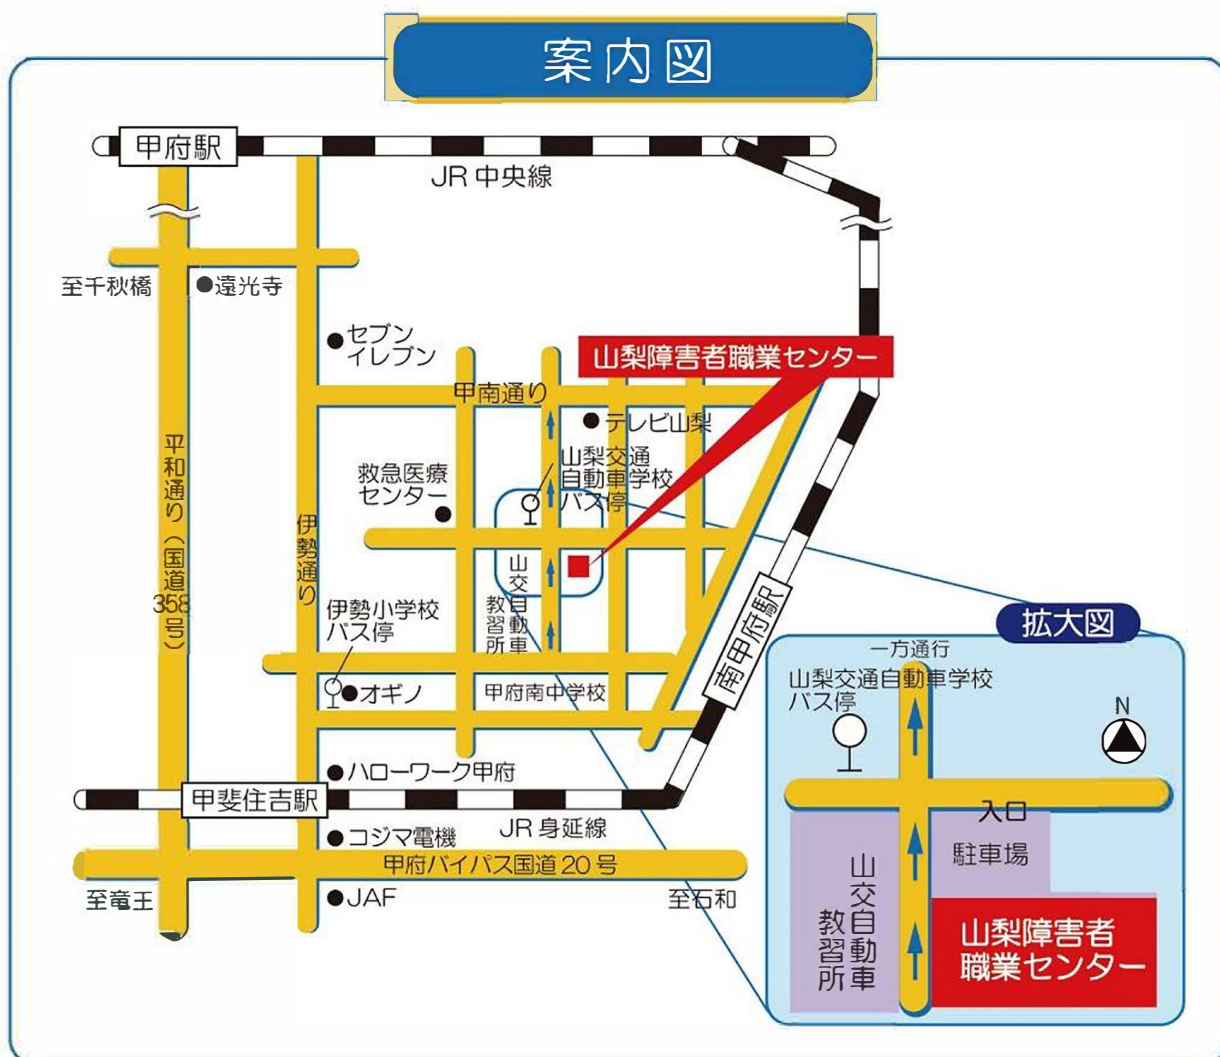 案内図
甲府駅
JR 中央線
至千秋橋
●遠光寺
●セブン
イレブン
山梨障害者職業センター
甲南通り
●テレビ山梨
山梨交通
自動車学校
バス停
救急医療
センター●
平和通り（国道358号）
伊勢通り
山交自動車
教習所
伊勢小学校
バス停
●オギノ
甲府南中学校
南甲府駅
●ハローワーク甲府
甲斐住吉駅
JR 身延線
●コジマ電機
甲府バイパス国道20号
至竜王
●JAF
至石和
拡大図
一方通行
山梨交通自動車学校
バス停
N
入口
駐車場
山交自動車
教習所
山梨障害者
職業センター